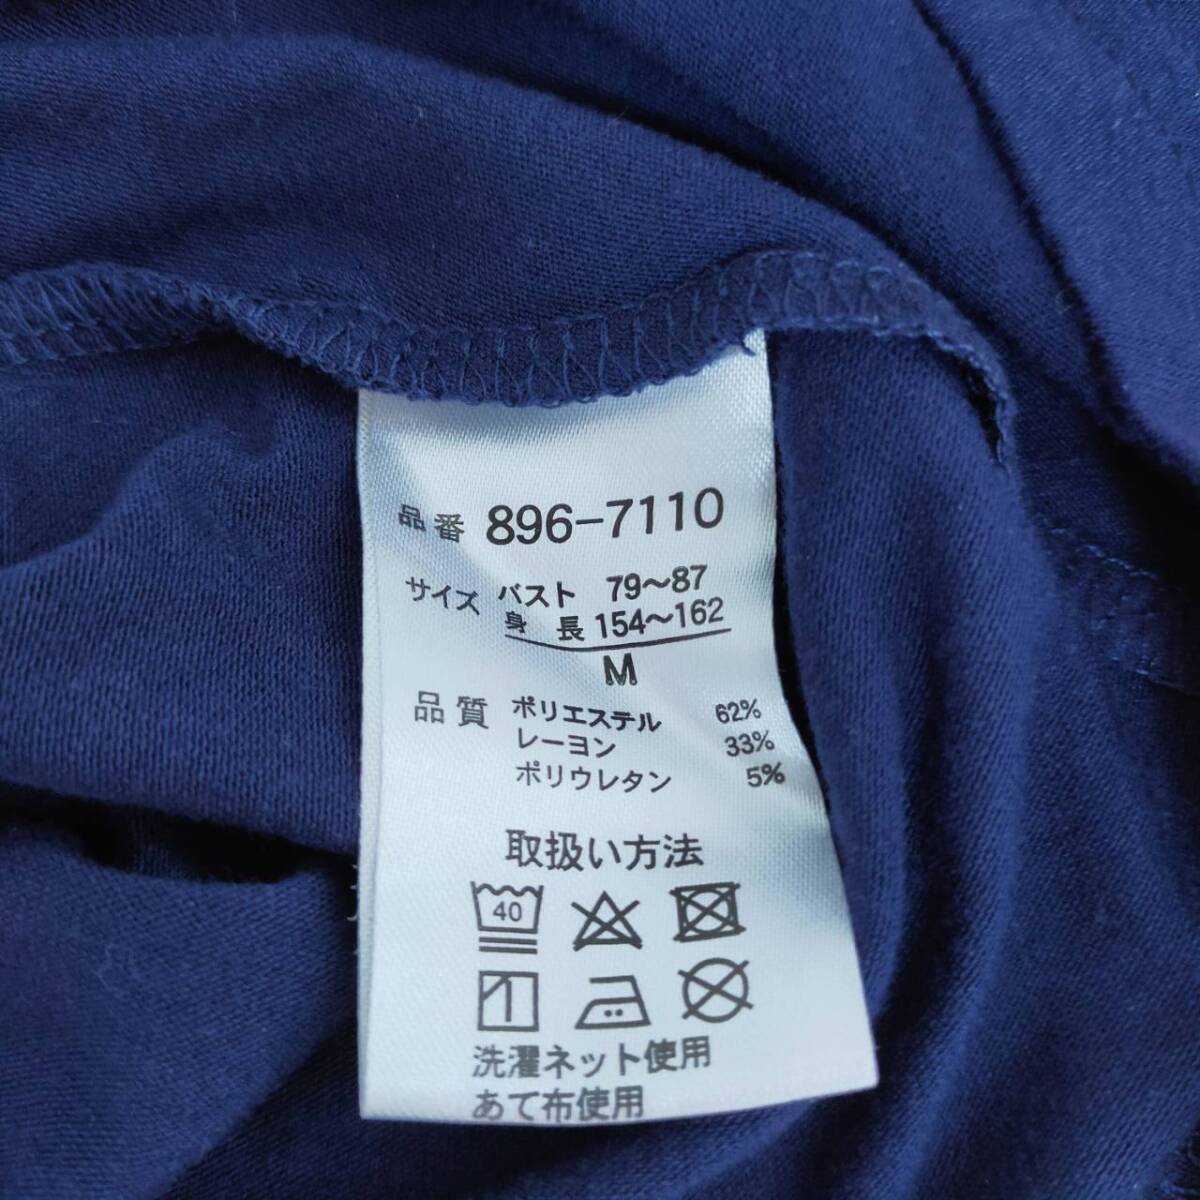 品番 896-7110
サイズ バスト 79〜87
身長 154〜162
M
品質 ポリエステル 62%
レーヨン 33%
ポリウレタン 5%
取扱い方法
40
洗濯ネット使用
あて布使用